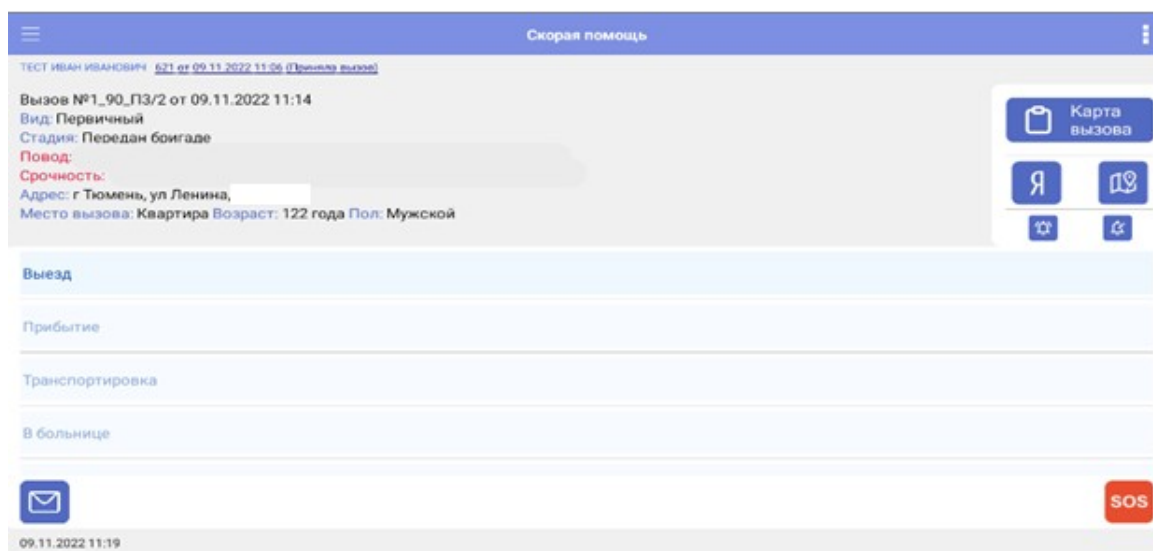 Скорая помощь
ТЕСТ ИВАН ИВАНОВИЧ 621 от 09.11.2022 11:06 (Приняла вызов)
Вызов №1_90_П3/2 от 09.11.2022 11:14
Вид: Первичный
Стадия: Передан бригаде
Повод:
Срочность:
Адрес: г Тюмень, ул Ленина,
Место вызова: Квартира Возраст: 122 года Пол: Мужской
Карта
вызова
Я
Выезд
Прибытие
Транспортировка
В больнице
SOS
09.11.2022 11:19